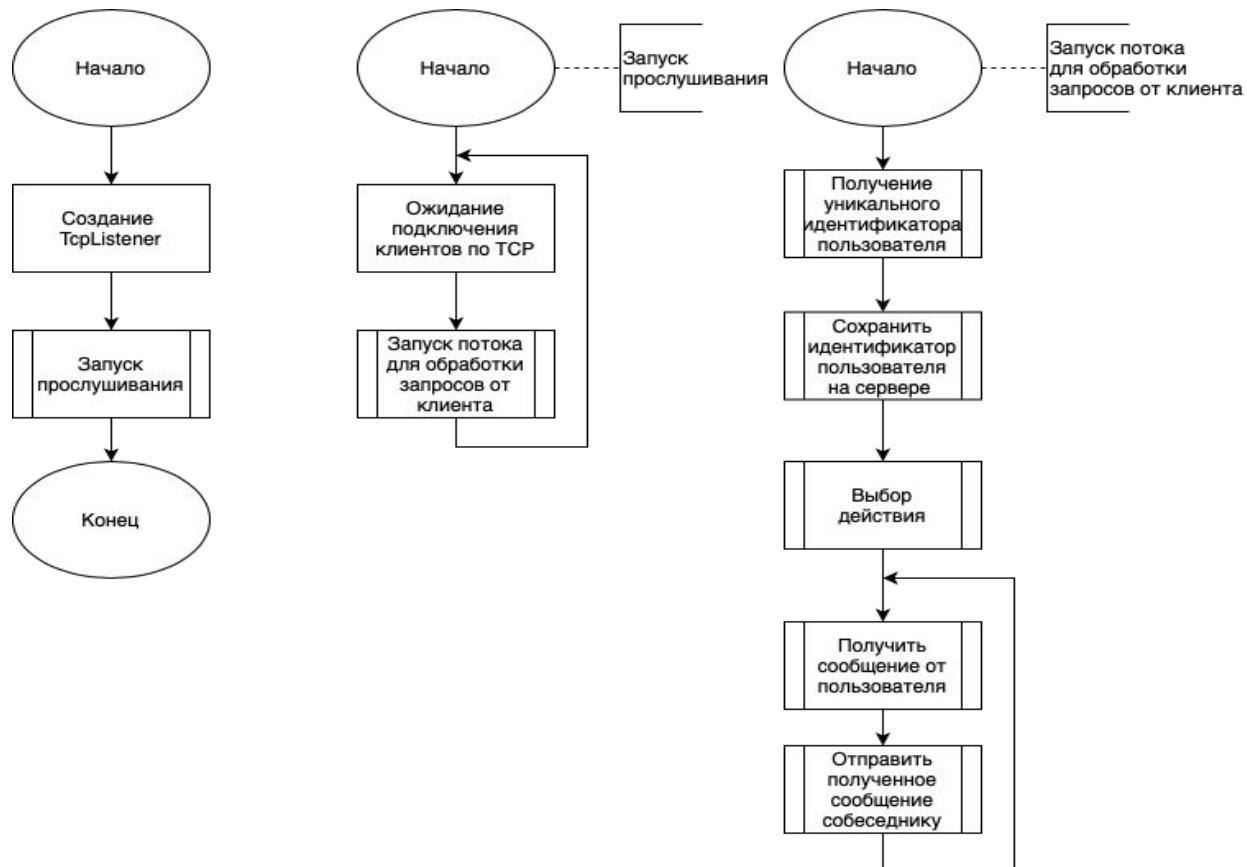 Начало
Создание
TcpListener
Запуск
прослушивания
Конец
Начало
Запуск
прослушивания
Ожидание
подключения
клиентов по TCP
Запуск потока
для обработки
запросов от
клиента
Начало
Запуск потока
для обработки
запросов от клиента
Получение
уникального
идентификатора
пользователя
Сохранить
идентификатор
пользователя
на сервере
Выбор
действия
Получить
сообщение от
пользователя
Отправить
полученное
сообщение
собеседнику